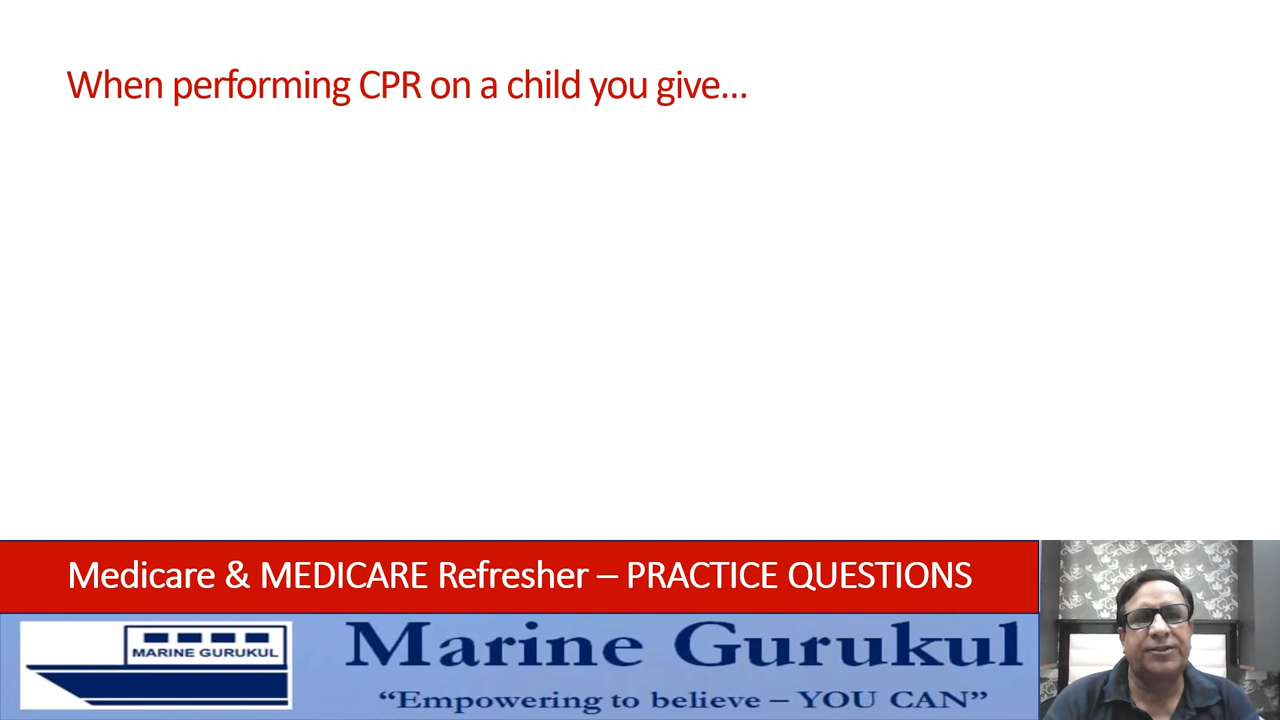 When performing CPR on a child you give...
Medicare & MEDICARE Refresher – PRACTICE QUESTIONS
MARINE GURUKUL
Marine Gurukul
“Empowering to believe – YOU CAN”